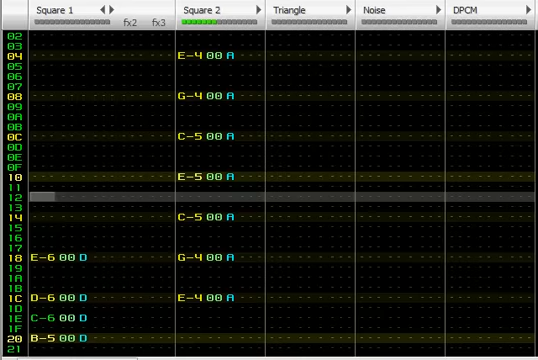 Square 1 Square 2 Triangle Noise DPCM
fx2 fx3
02
03
04 E-4 00 A
05
06
07
08 G-4 00 A
09
0A
0B
0C C-5 00 A
0D
0E
0F
10 E-5 00 A
11
12
13
14 C-5 00 A
15
16
17
18 E-6 00 D G-4 00 A
19
1A
1B
1C D-6 00 D E-4 00 A
1D
1E C-6 00 D
1F
20 B-5 00 D
21